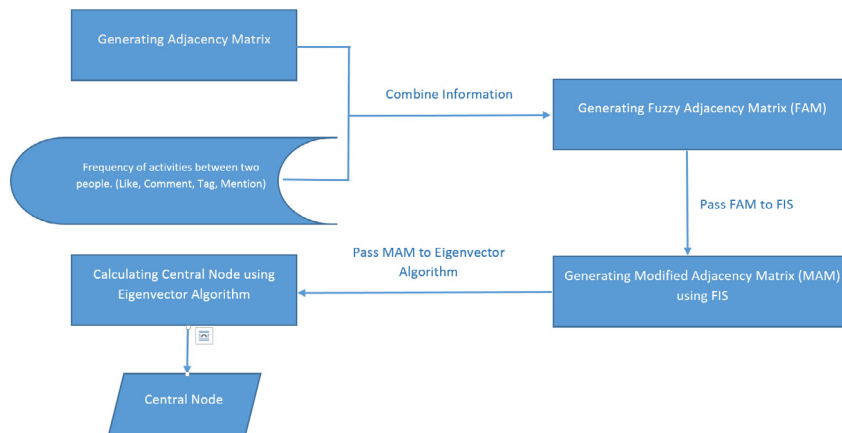 Generating Adjacency Matrix
Combine Information
Generating Fuzzy Adjacency Matrix (FAM)
Frequency of activities between two
people. (Like, Comment, Tag, Mention)
Pass FAM to FIS
Pass MAM to Eigenvector
Algorithm
Calculating Central Node using
Eigenvector Algorithm
Generating Modified Adjacency Matrix (MAM)
using FIS
Central Node